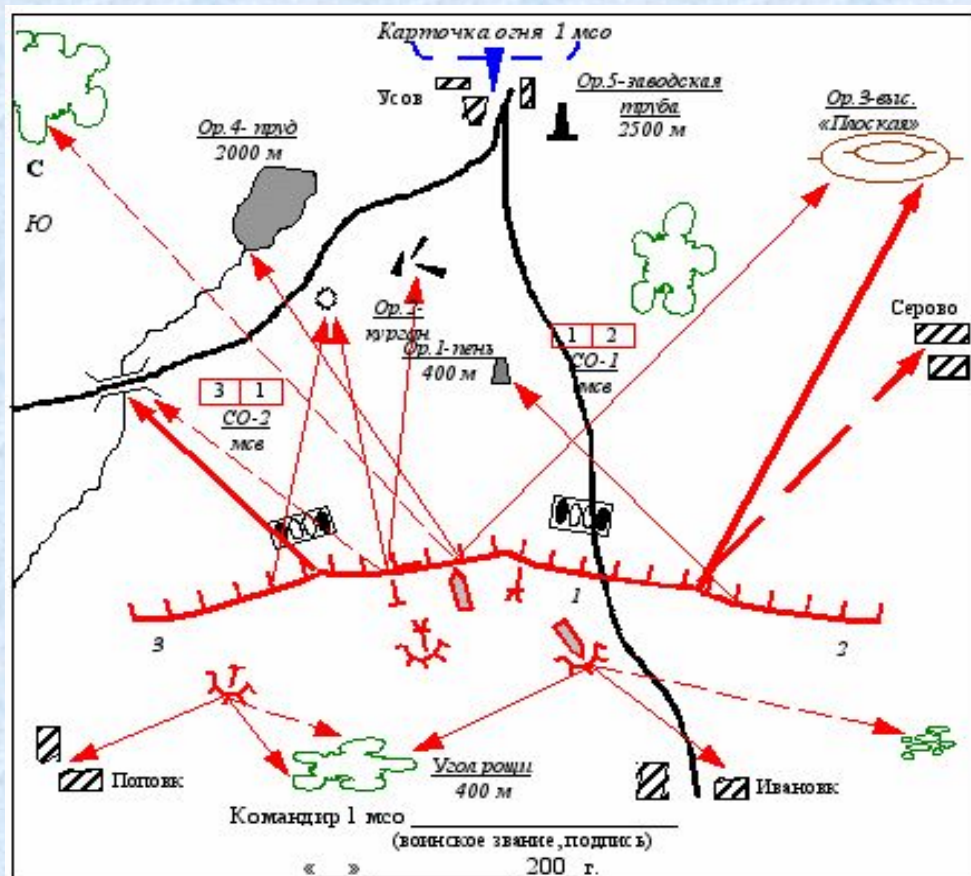 Карточка огня 1 мсо
Усов
Ор.5-заводская
труба
2500 м
Ор.3-выс.
«Плоская»
Ор.4- пруд
2000 м
С
Ю
Ор.2-
курган
Ор.1-пень
400 м
1 2
СО-1
мсв
Серово
3 1
СО-2
мсв
3
1
2
Поповк
Угол рощи
400 м
Ивановк
Командир 1 мсо
(воинское звание,подпись)
« » 200 г.